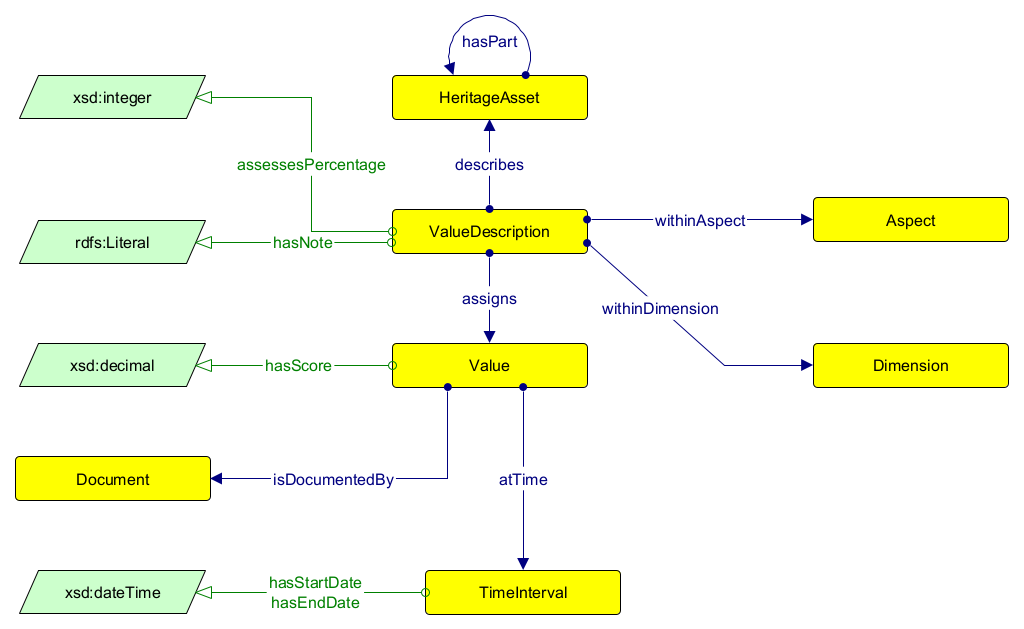 hasPart
xsd:integer
HeritageAsset
assessesPercentage
describes
rdfs:Literal
hasNote
ValueDescription
withinAspect
Aspect
assigns
withinDimension
xsd:decimal
hasScore
Value
Dimension
Document
isDocumentedBy
atTime
xsd:dateTime
hasStartDate
hasEndDate
TimeInterval